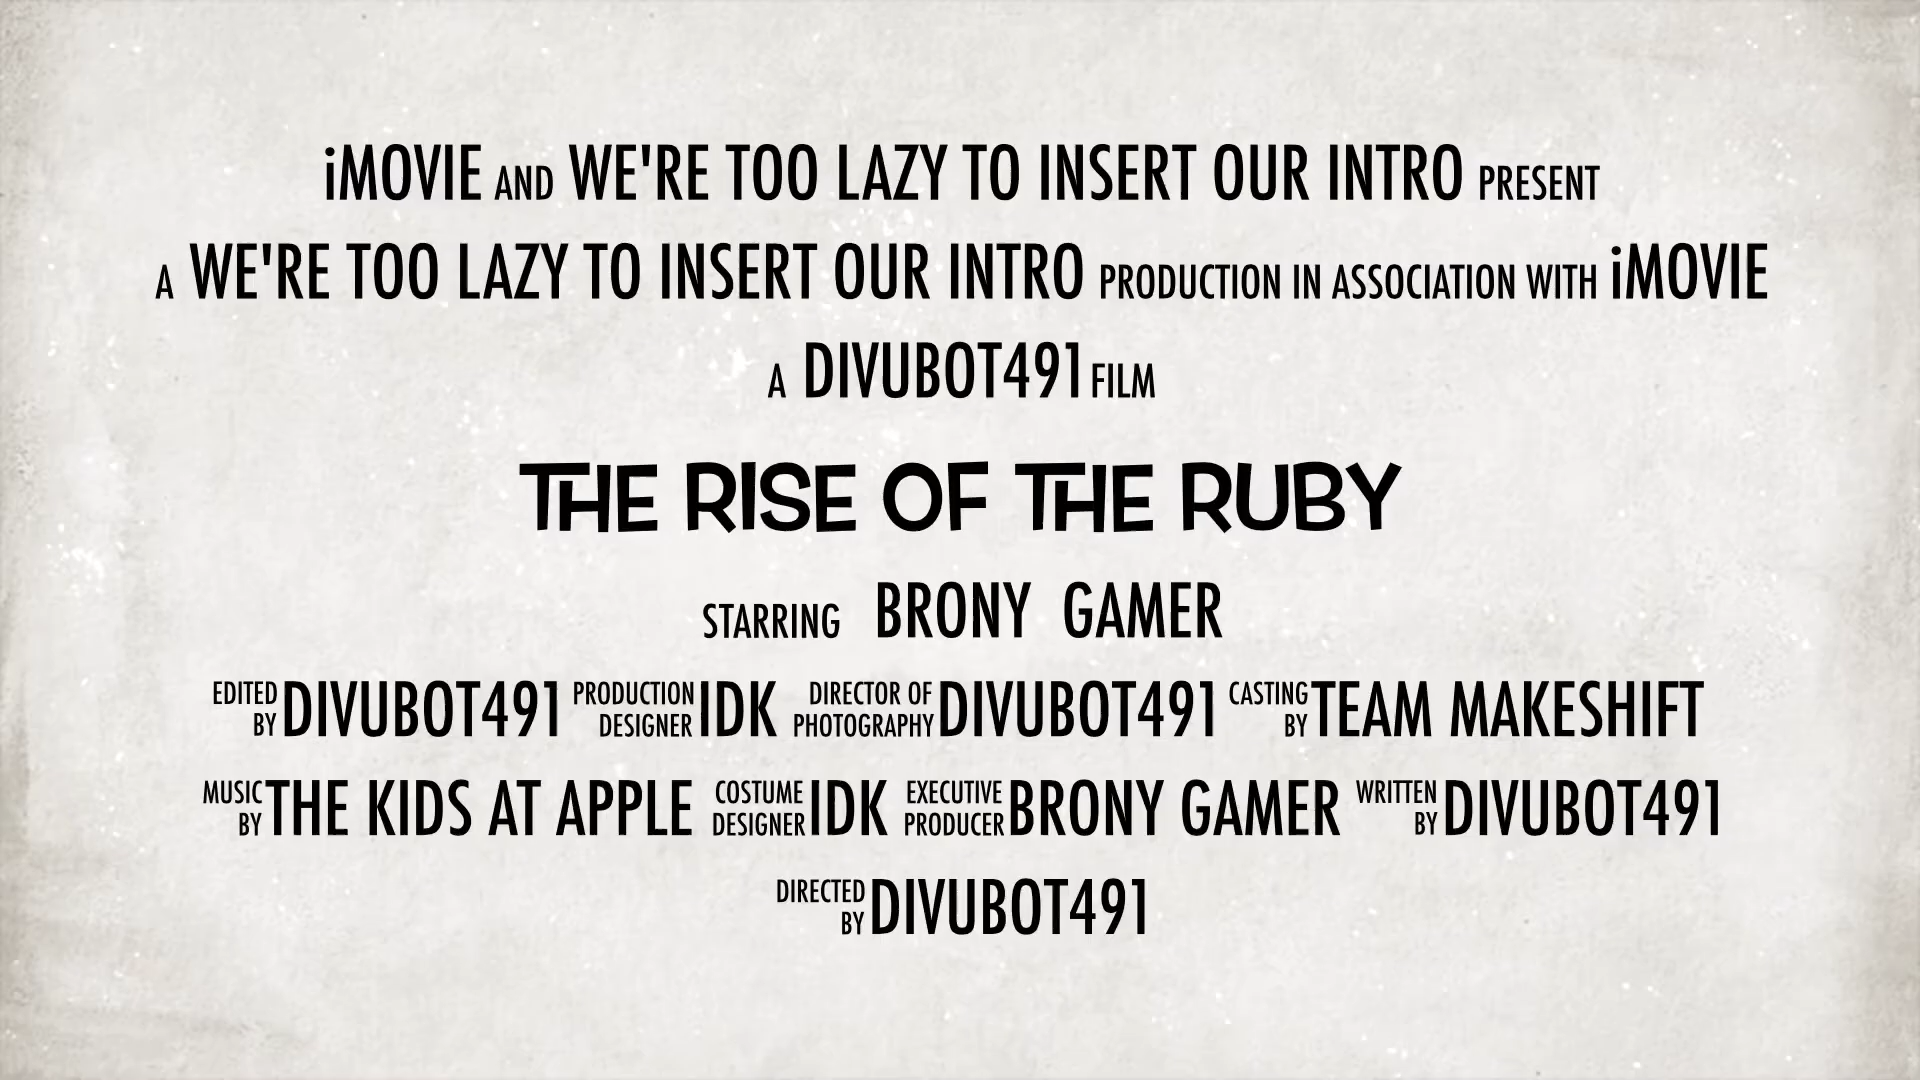 iMOVIE AND WE'RE TOO LAZY TO INSERT OUR INTRO PRESENT
A WE'RE TOO LAZY TO INSERT OUR INTRO PRODUCTION IN ASSOCIATION WITH iMOVIE
A DIVUBOT491 FILM
THE RISE OF THE RUBY
STARRING BRONY GAMER
EDITED BY DIVUBOT491 PRODUCTION DESIGNER IDK DIRECTOR OF PHOTOGRAPHY DIVUBOT491 CASTING BY TEAM MAKESHIFT
MUSIC BY THE KIDS AT APPLE COSTUME DESIGNER IDK EXECUTIVE PRODUCER BRONY GAMER WRITTEN BY DIVUBOT491
DIRECTED BY DIVUBOT491